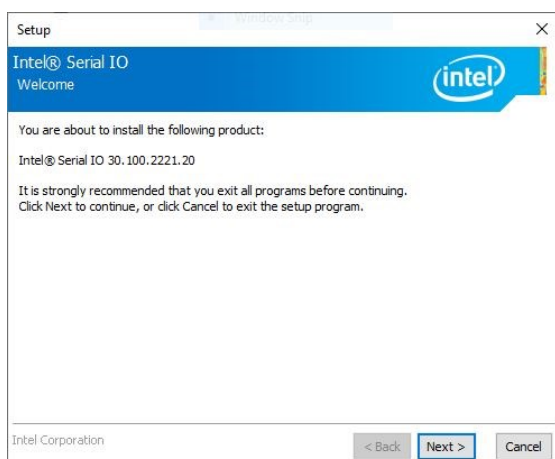 Window Snip
Setup
Intel® Serial IO
Welcome
intel
You are about to install the following product:
Intel® Serial IO 30.100.2221.20
It is strongly recommended that you exit all programs before continuing.
Click Next to continue, or click Cancel to exit the setup program.
Intel Corporation
< Back
Next >
Cancel